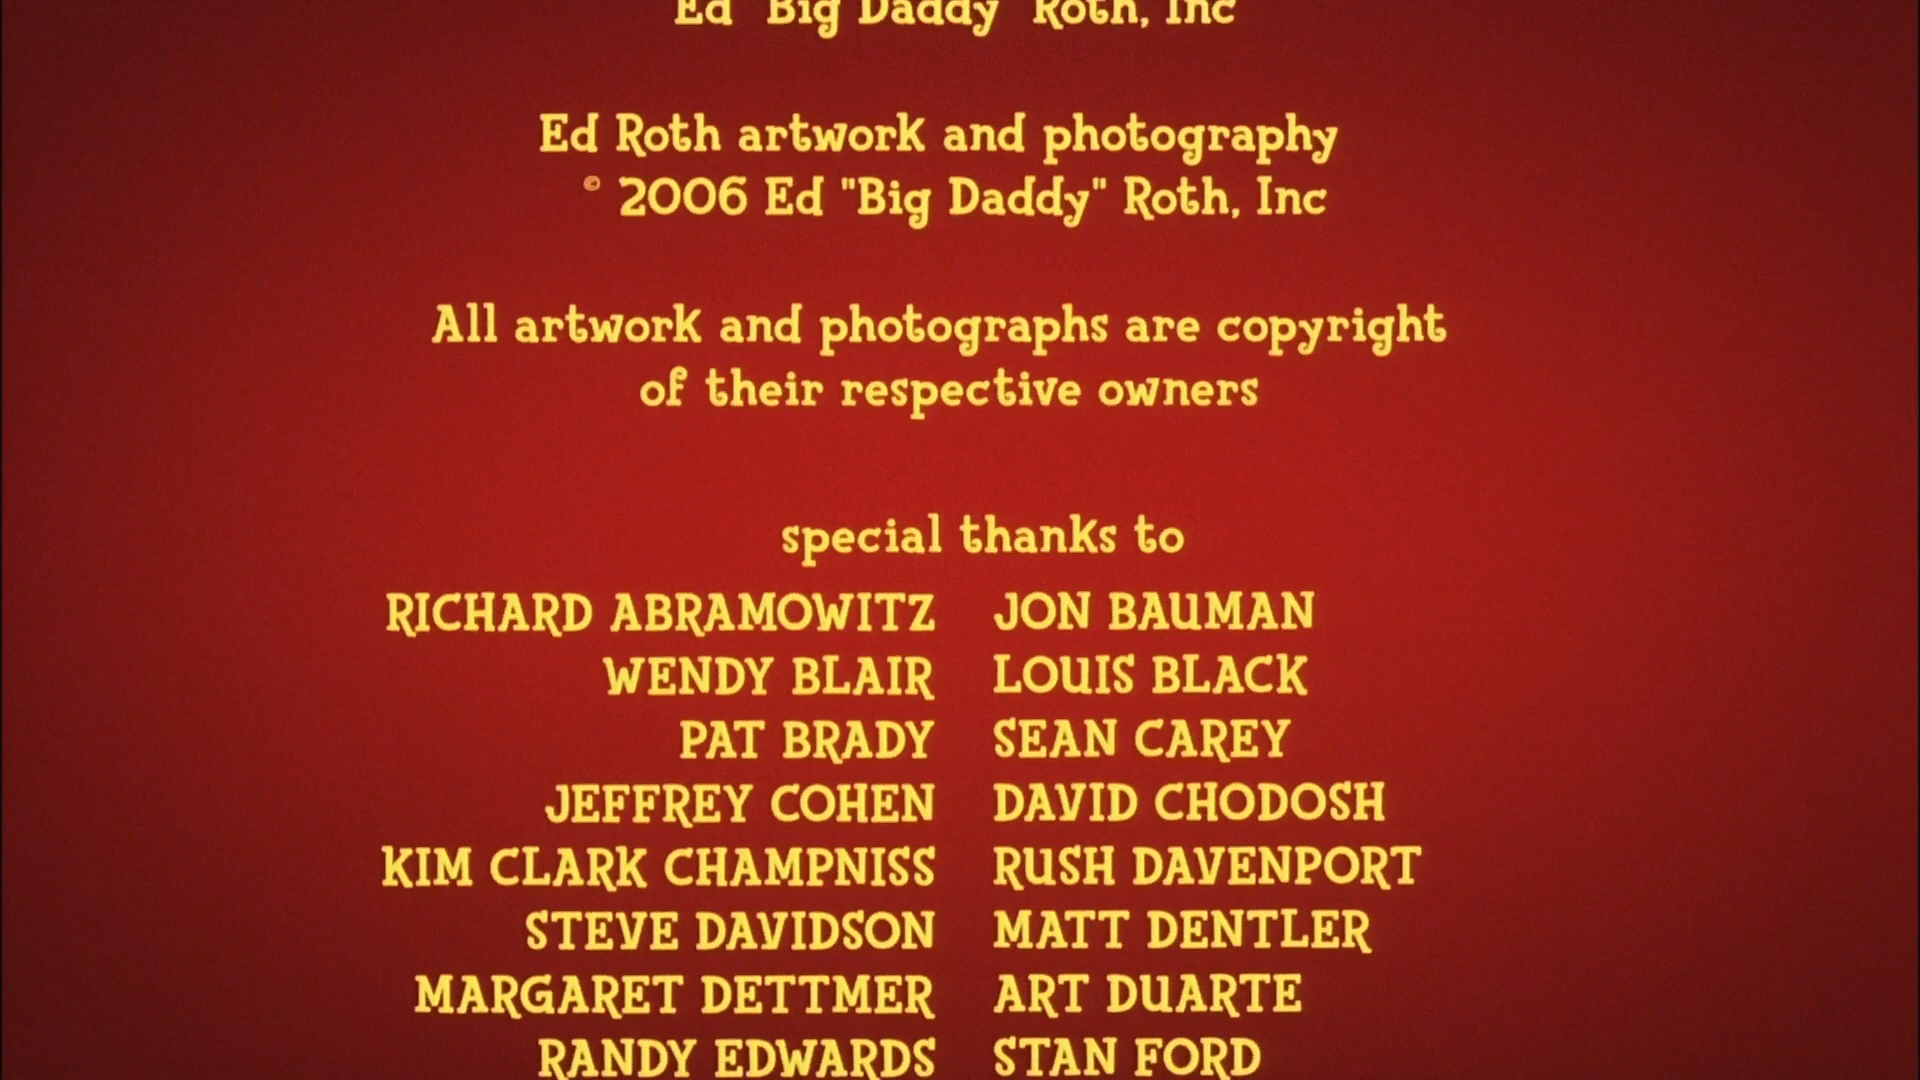 Ed "Big Daddy" Roth, Inc
Ed Roth artwork and photography
© 2006 Ed "Big Daddy" Roth, Inc
All artwork and photographs are copyright
of their respective owners
special thanks to
RICHARD ABRAMOWITZ JON BAUMAN
WENDY BLAIR LOUIS BLACK
PAT BRADY SEAN CAREY
JEFFREY COHEN DAVID CHODOSH
KIM CLARK CHAMPNISS RUSH DAVENPORT
STEVE DAVIDSON MATT DENTLER
MARGARET DETTMER ART DUARTE
RANDY EDWARDS STAN FORD